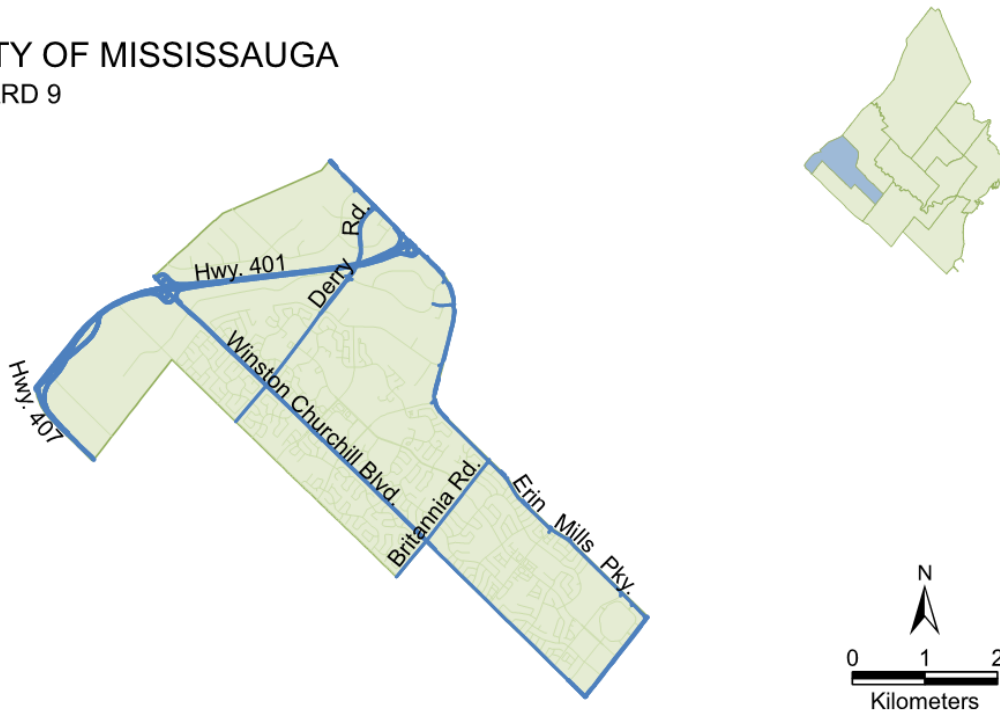 TY OF MISSISSAUGA
RD 9
Hwy. 401
Derry Rd.
Hwy. 407
Winston Churchill Blvd.
Britannia Rd.
Erin Mills Pky.
N
0 1 2
Kilometers